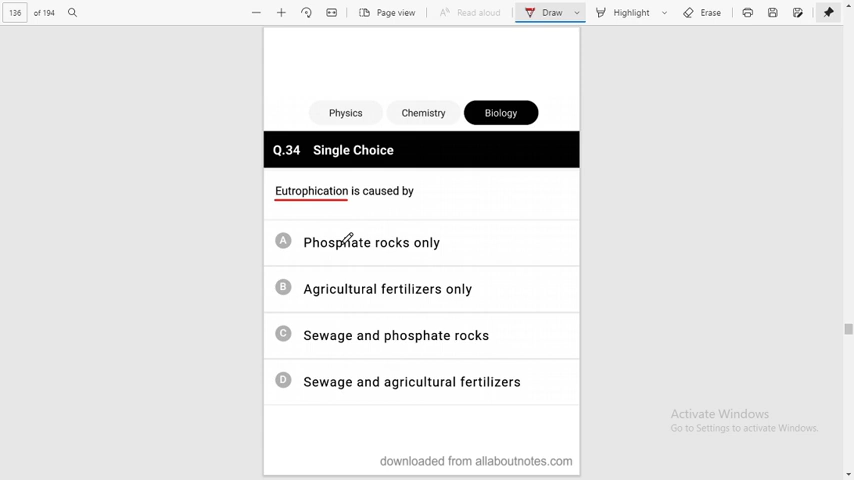 136 of 194 Page view Read aloud Draw Highlight Erase
Physics Chemistry Biology
Q.34 Single Choice
Eutrophication is caused by
A Phosphate rocks only
B Agricultural fertilizers only
C Sewage and phosphate rocks
D Sewage and agricultural fertilizers
Activate Windows
Go to Settings to activate Windows.
downloaded from allaboutnotes.com